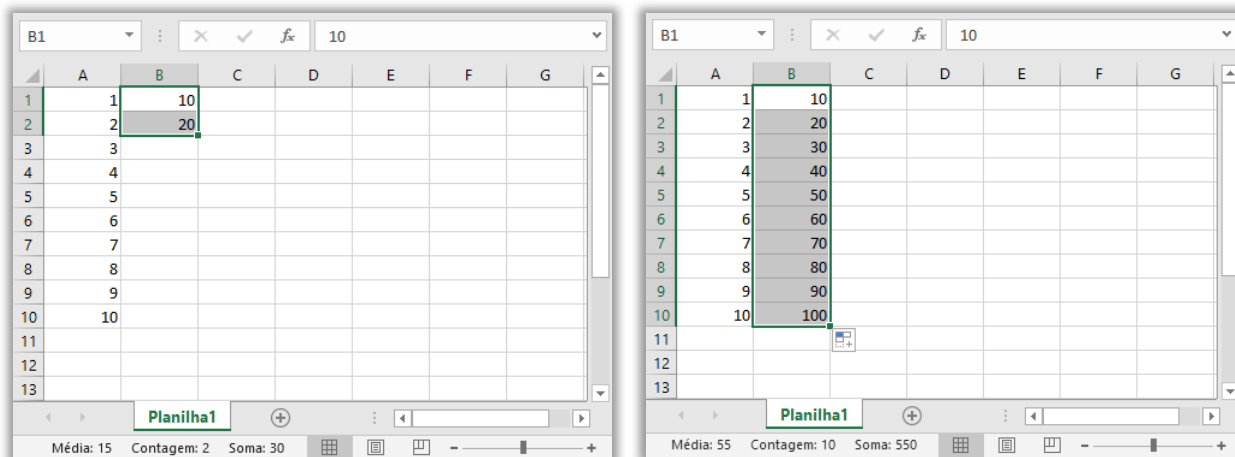 B1 fx 10
A B C D E F G
1 1 10
2 2 20
3 3
4 4
5 5
6 6
7 7
8 8
9 9
10 10
11
12
13
Planilha1
Média: 15 Contagem: 2 Soma: 30
B1 fx 10
A B C D E F G
1 1 10
2 2 20
3 3 30
4 4 40
5 5 50
6 6 60
7 7 70
8 8 80
9 9 90
10 10 100
11
12
13
Planilha1
Média: 55 Contagem: 10 Soma: 550